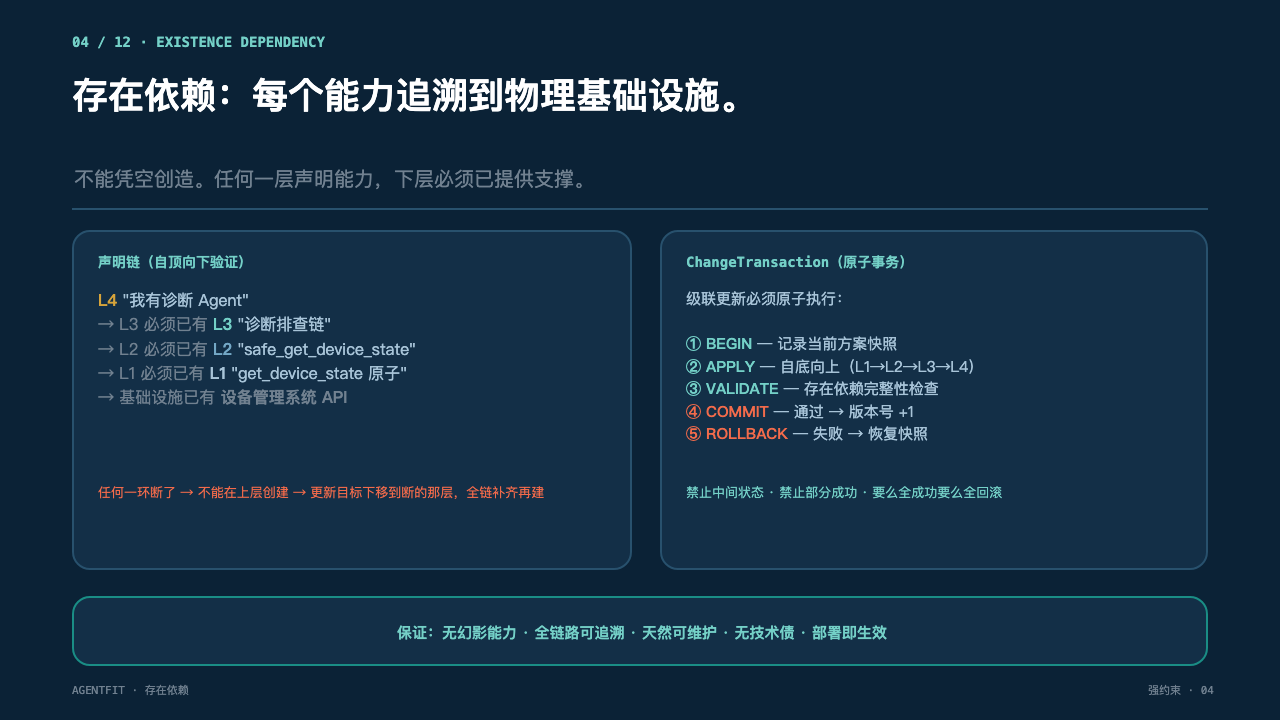 04 / 12 · EXISTENCE DEPENDENCY
存在依赖：每个能力追溯到物理基础设施。
不能凭空创造。任何一层声明能力，下层必须已提供支撑。
声明链（自顶向下验证）
L4 "我有诊断 Agent"
→ L3 必须已有 L3 "诊断排查链"
→ L2 必须已有 L2 "safe_get_device_state"
→ L1 必须已有 L1 "get_device_state 原子"
→ 基础设施已有 设备管理系统 API
任何一环断了 → 不能在上层创建 → 更新目标下移到断的那层，全链补齐再建
ChangeTransaction（原子事务）
级联更新必须原子执行：
① BEGIN — 记录当前方案快照
② APPLY — 自底向上（L1→L2→L3→L4）
③ VALIDATE — 存在依赖完整性检查
④ COMMIT — 通过 → 版本号 +1
⑤ ROLLBACK — 失败 → 恢复快照
禁止中间状态 · 禁止部分成功 · 要么全成功要么全回滚
保证：无幻影能力 · 全链路可追溯 · 天然可维护 · 无技术债 · 部署即生效
AGENTFIT · 存在依赖
强约束 · 04